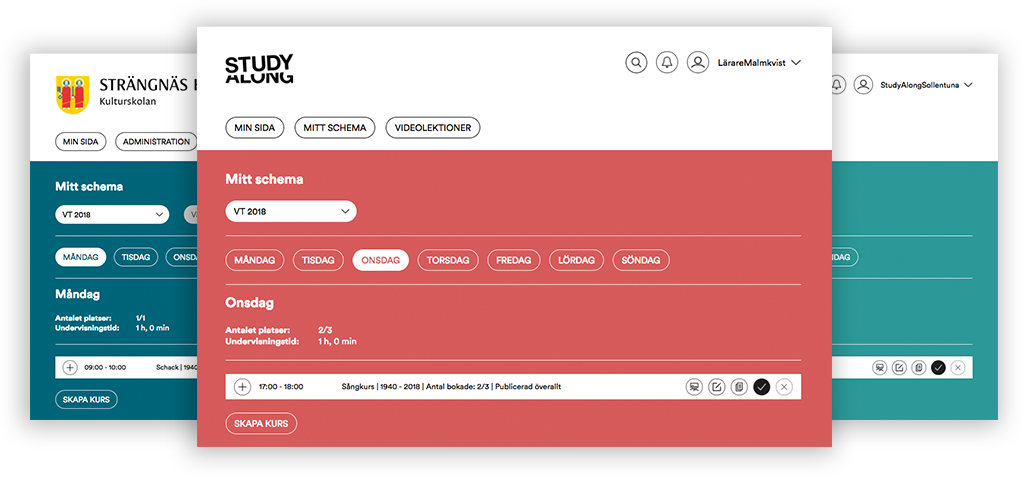 STRÄNGNÄS
Kulturskolan
MIN SIDA
ADMINISTRATION
Mitt schema
VT 2018
MÅNDAG
TISDAG
ONSD
Måndag
Antalet platser: 1/1
Undervisningstid: 1 h, 0 min
09:00 - 10:00 Schack | 1940
SKAPA KURS
STUDY
ALONG
LärareMalmkvist
MIN SIDA
MITT SCHEMA
VIDEOLEKTIONER
Mitt schema
VT 2018
MÅNDAG
TISDAG
ONSDAG
TORSDAG
FREDAG
LÖRDAG
SÖNDAG
Onsdag
Antalet platser: 2/3
Undervisningstid: 1 h, 0 min
17:00 - 18:00 Sångkurs | 1940 - 2018 | Antal bokade: 2/3 | Publicerad överallt
SKAPA KURS
StudyAlongSollentuna
DAG